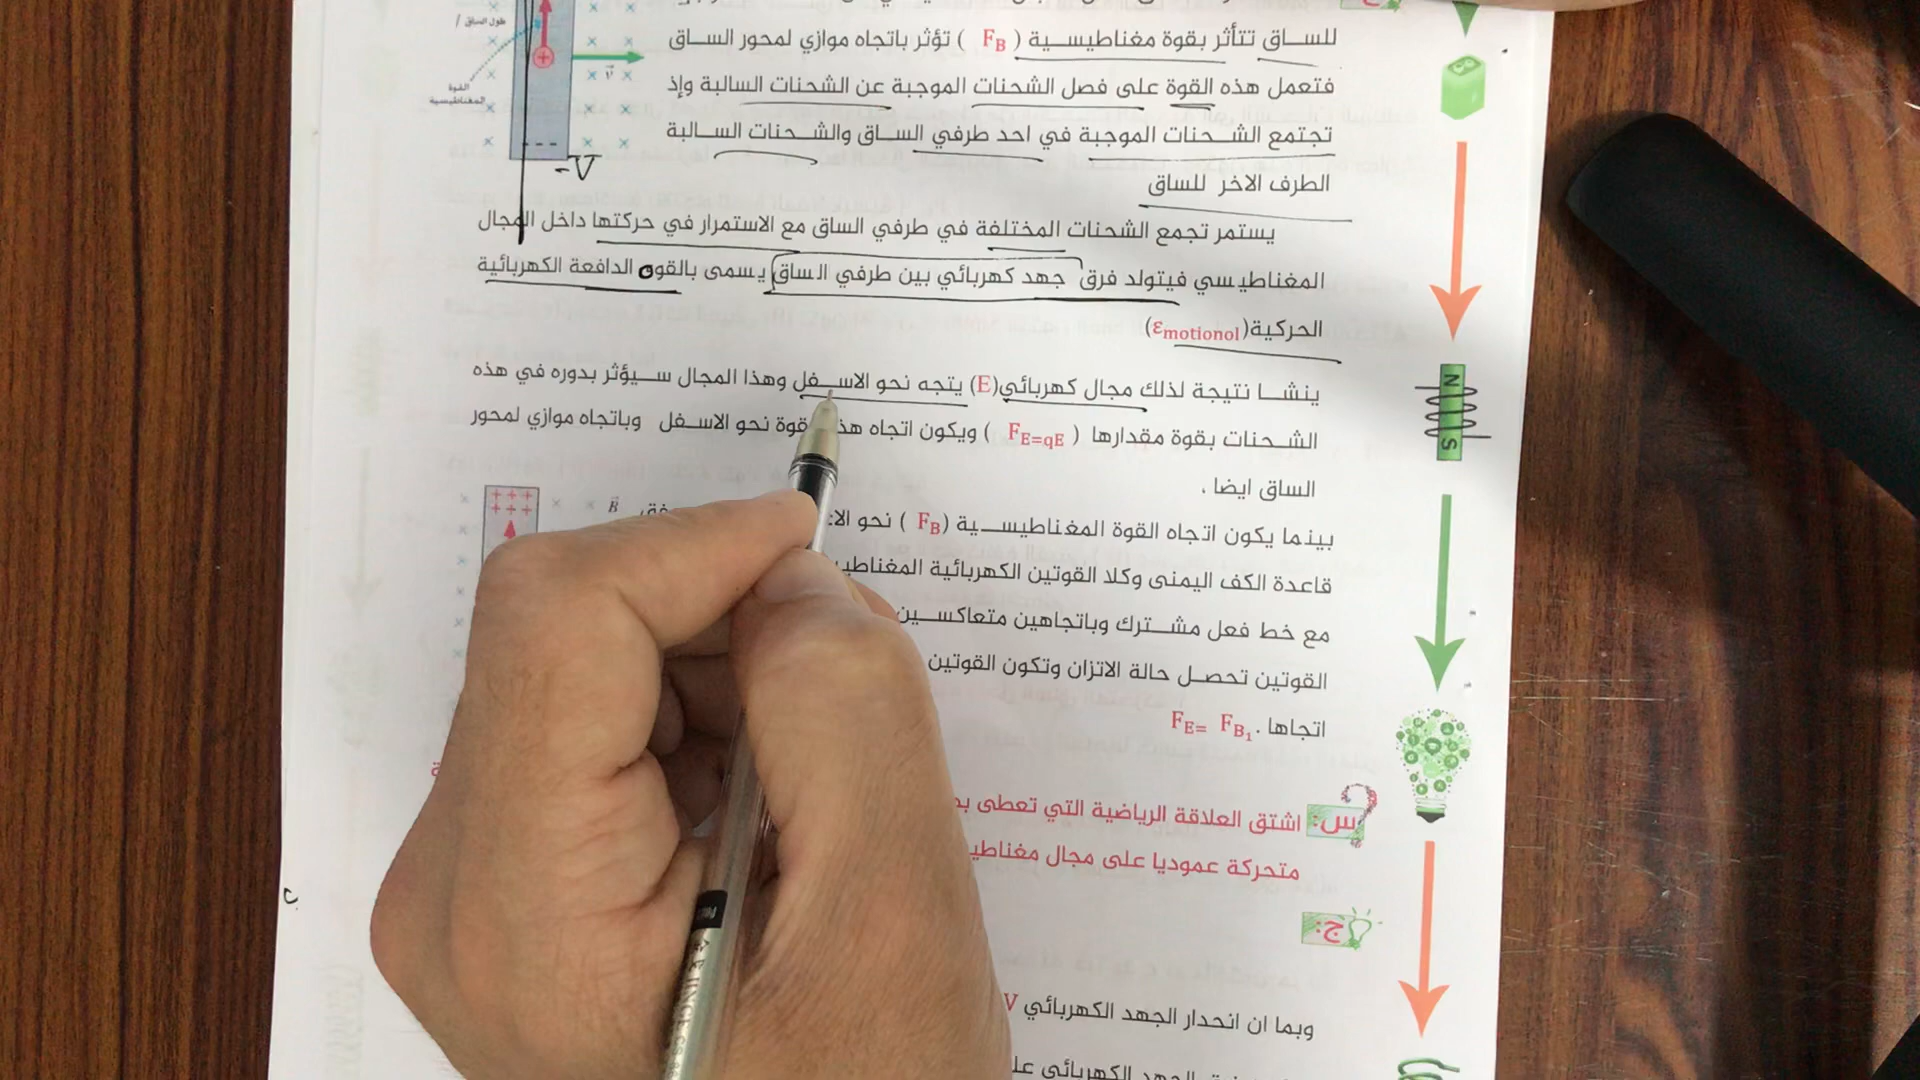 للساق تتأثر بقوة مغناطيسية ( FB ) تؤثر باتجاه موازي لمحور الساق
فتعمل هذه القوة على فصل الشحنات الموجبة عن الشحنات السالبة وإذ
تجتمع الشحنات الموجبة في احد طرفي الساق والشحنات السالبة
الطرف الاخر للساق
يستمر تجمع الشحنات المختلفة في طرفي الساق مع الاستمرار في حركتها داخل المجال
المغناطيسي فيتولد فرق جهد كهربائي بين طرفي الساق يسمى بالقوه الدافعة الكهربائية
الحركية(εmotionol)
ينشا نتيجة لذلك مجال كهربائي(E) يتجه نحو الاسفل وهذا المجال سيؤثر بدوره في هذه
الشحنات بقوة مقدارها ( FE=qE ) ويكون اتجاه القوة نحو الاسفل وباتجاه موازي لمحور
الساق ايضا .
بينما يكون اتجاه القوة المغناطيسية (FB ) نحو
قاعدة الكف اليمنى وكلا القوتين الكهربائية
مع خط فعل مشترك وباتجاهين متعاكسين
القوتين تحصل حالة الاتزان وتكون القوتين
اتجاها . FE= FB1
س: اشتق العلاقة الرياضية التي تعطى
متحركة عموديا على مجال
ج:
وبما ان انحدار الجهد الكهربائي V
الجهد الكهربائي
طول الساق l
القوة
المغناطيسية
v
-V
+++
+++
B
N
S